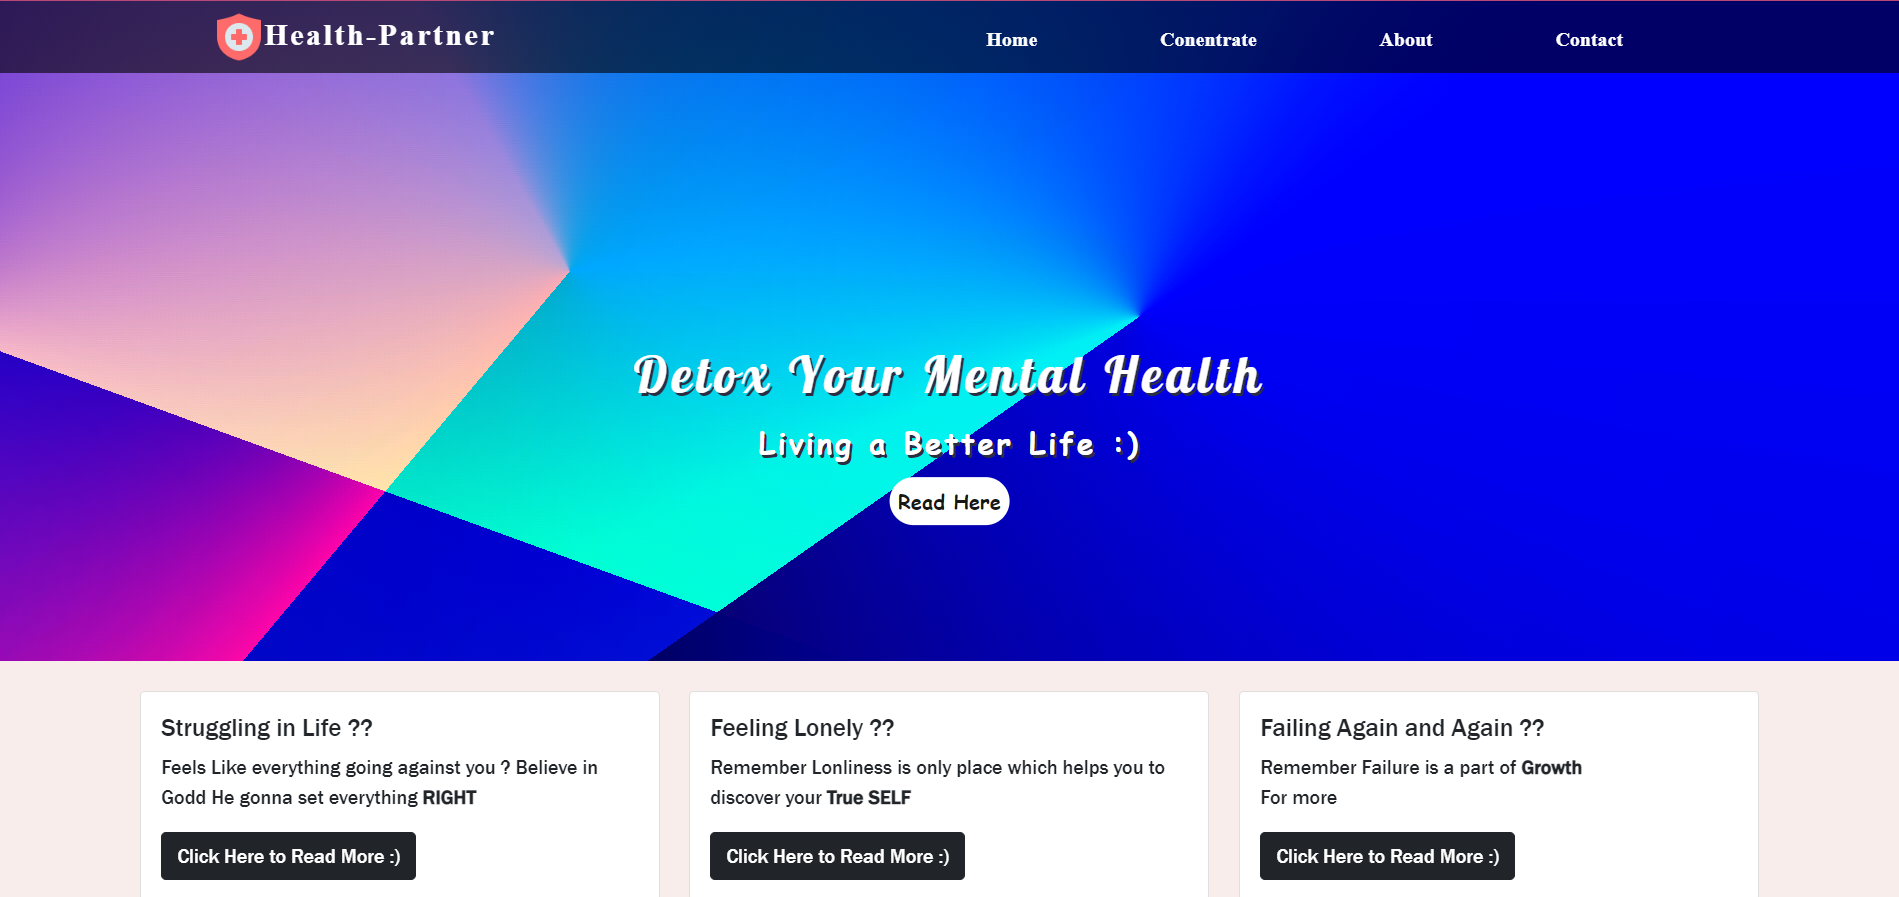 Health-Partner
Home
Conentrate
About
Contact
Detox Your Mental Health
Living a Better Life :)
Read Here
Struggling in Life ??
Feels Like everything going against you ? Believe in
Godd He gonna set everything RIGHT
Click Here to Read More :)
Feeling Lonely ??
Remember Lonliness is only place which helps you to
discover your True SELF
Click Here to Read More :)
Failing Again and Again ??
Remember Failure is a part of Growth
For more
Click Here to Read More :)